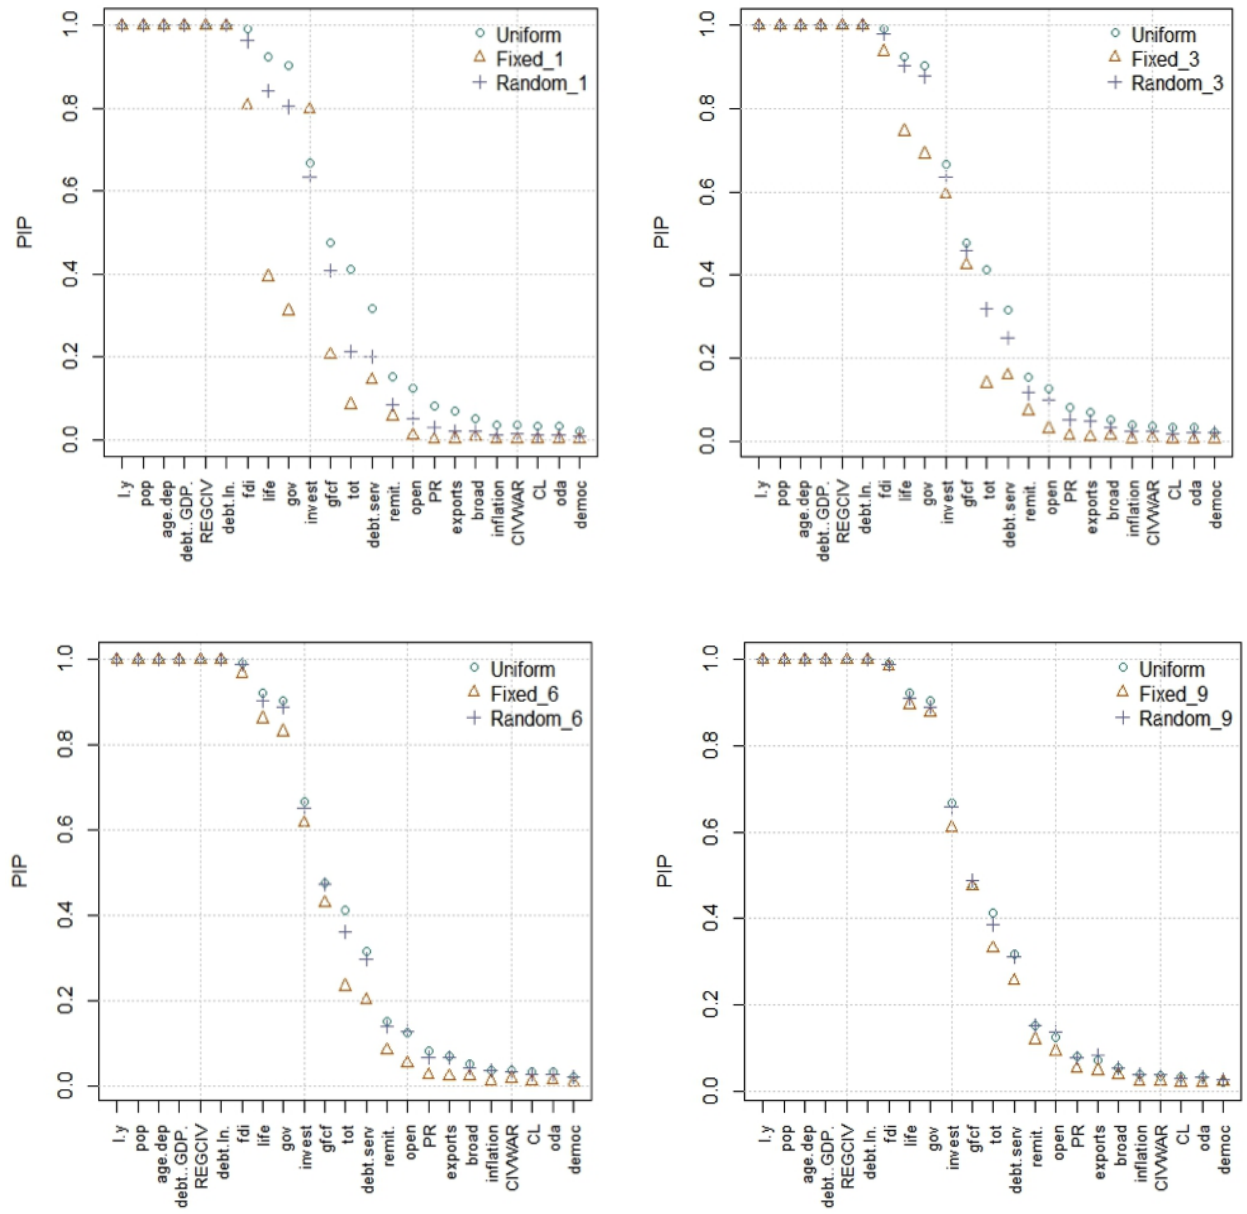 Uniform
Fixed_1
Random_1
PIP
0.0 0.2 0.4 0.6 0.8 1.0
l.y pop age.dep debt..GDP. REGCIV debt.ln. fdi life gov invest gfcf tot debt.serv remit. open PR exports broad inflation CIVWAR CL oda democ
Uniform
Fixed_3
Random_3
PIP
0.0 0.2 0.4 0.6 0.8 1.0
l.y pop age.dep debt..GDP. REGCIV debt.ln. fdi life gov invest gfcf tot debt.serv remit. open PR exports broad inflation CIVWAR CL oda democ
Uniform
Fixed_6
Random_6
PIP
0.0 0.2 0.4 0.6 0.8 1.0
l.y pop age.dep debt..GDP. REGCIV debt.ln. fdi life gov invest gfcf tot debt.serv remit. open PR exports broad inflation CIVWAR CL oda democ
Uniform
Fixed_9
Random_9
PIP
0.0 0.2 0.4 0.6 0.8 1.0
l.y pop age.dep debt..GDP. REGCIV debt.ln. fdi life gov invest gfcf tot debt.serv remit. open PR exports broad inflation CIVWAR CL oda democ